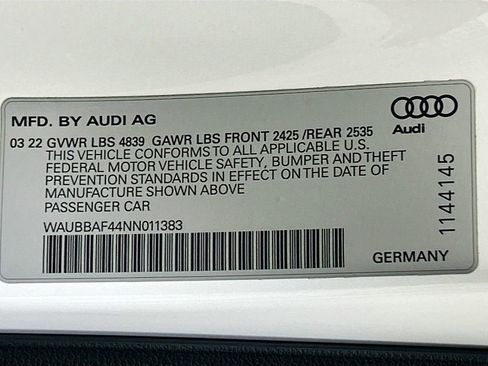 MFD. BY AUDI AG
Audi
03 22 GVWR LBS 4839 GAWR LBS FRONT 2425 /REAR 2535
THIS VEHICLE CONFORMS TO ALL APPLICABLE U.S.
FEDERAL MOTOR VEHICLE SAFETY, BUMPER AND THEFT
PREVENTION STANDARDS IN EFFECT ON THE DATE OF
MANUFACTURE SHOWN ABOVE
PASSENGER CAR
WAUBBAF44NN011383
1144145
GERMANY